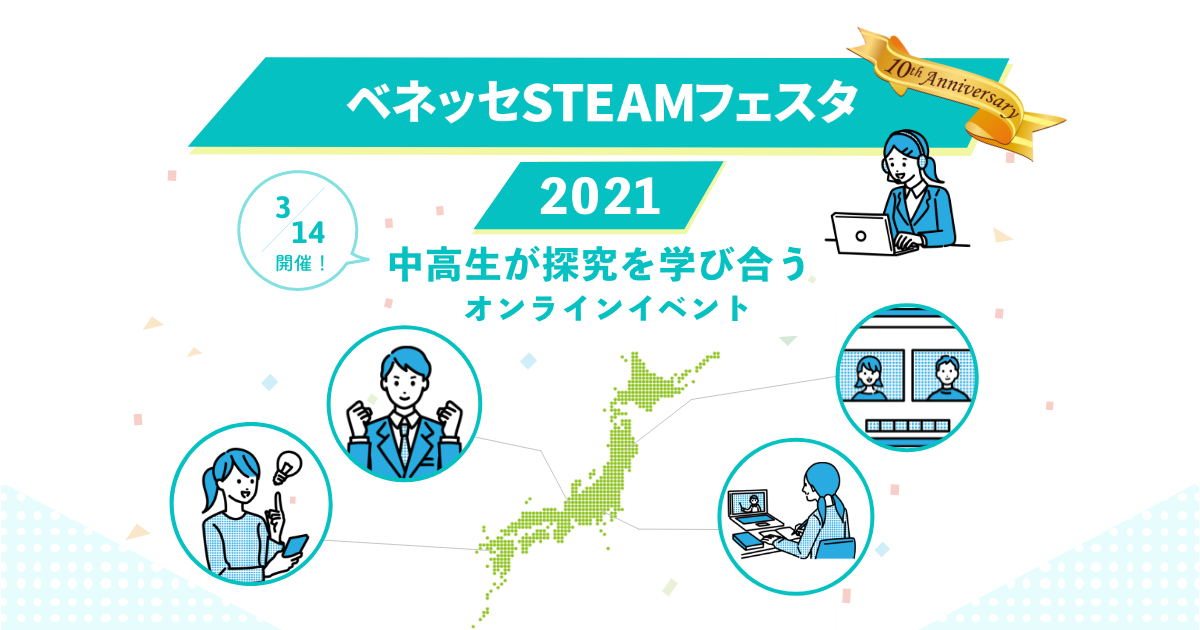 ベネッセSTEAMフェスタ
10th Anniversary
2021
3/14
開催！
中高生が探究を学び合う
オンラインイベント